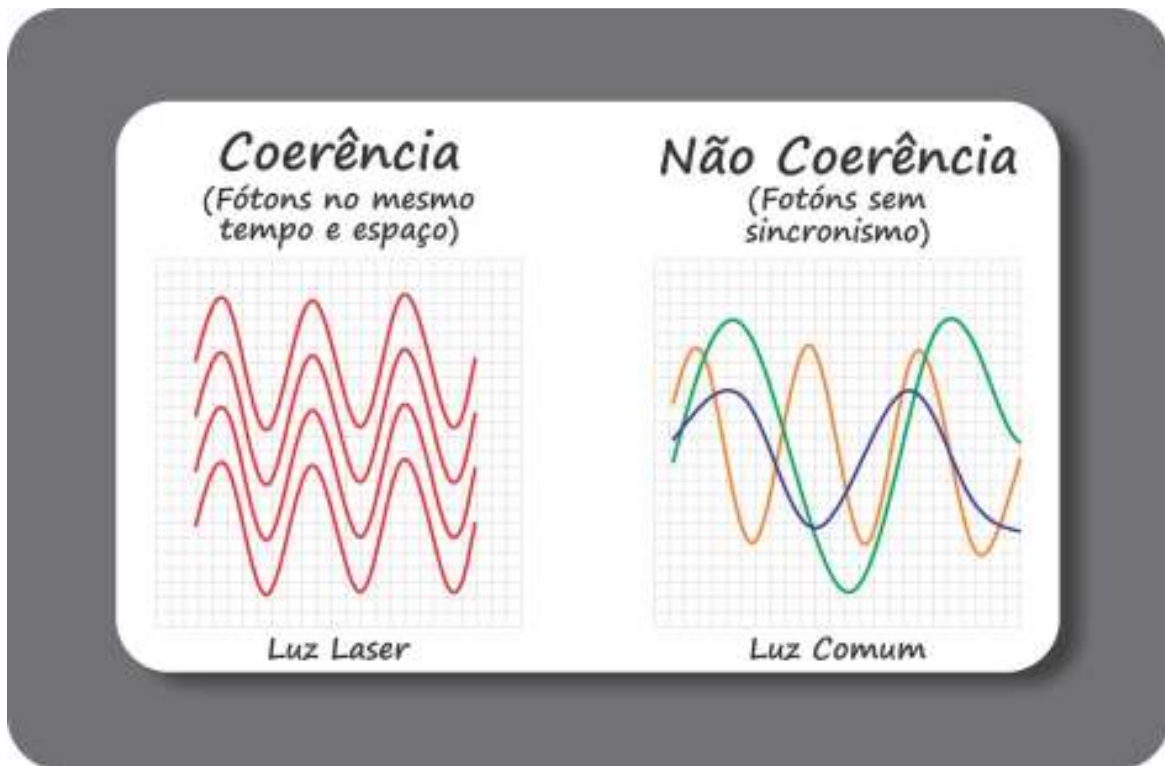 Coerência
(Fótons no mesmo
tempo e espaço)
Luz Laser
Não Coerência
(Fotóns sem
sincronismo)
Luz Comum